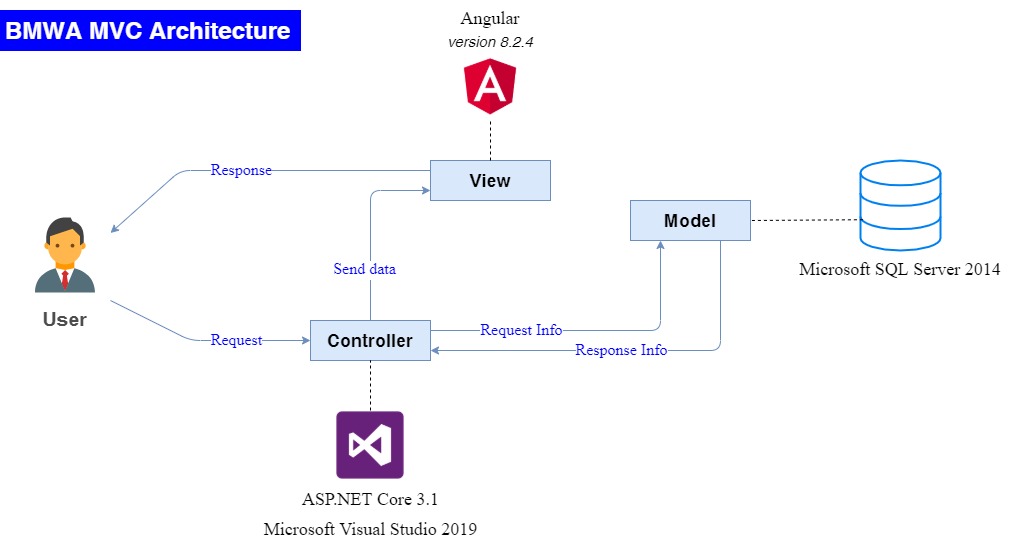 BMWA MVC Architecture
Angular
version 8.2.4
A
Response
View
Model
Send data
Microsoft SQL Server 2014
User
Request
Controller
Request Info
Response Info
ASP.NET Core 3.1
Microsoft Visual Studio 2019